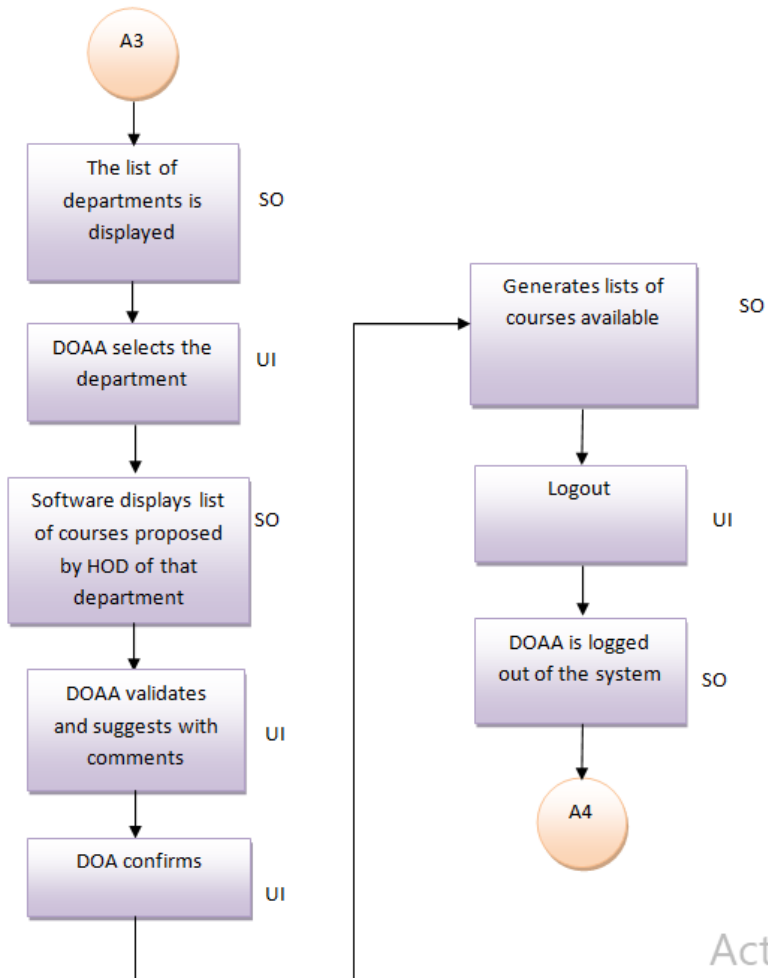 A3
The list of
departments is
displayed
SO
DOAA selects the
department
UI
Software displays list
of courses proposed
by HOD of that
department
SO
DOAA validates
and suggests with
comments
UI
DOA confirms
UI
Generates lists of
courses available
SO
Logout
UI
DOAA is logged
out of the system
SO
A4
Act